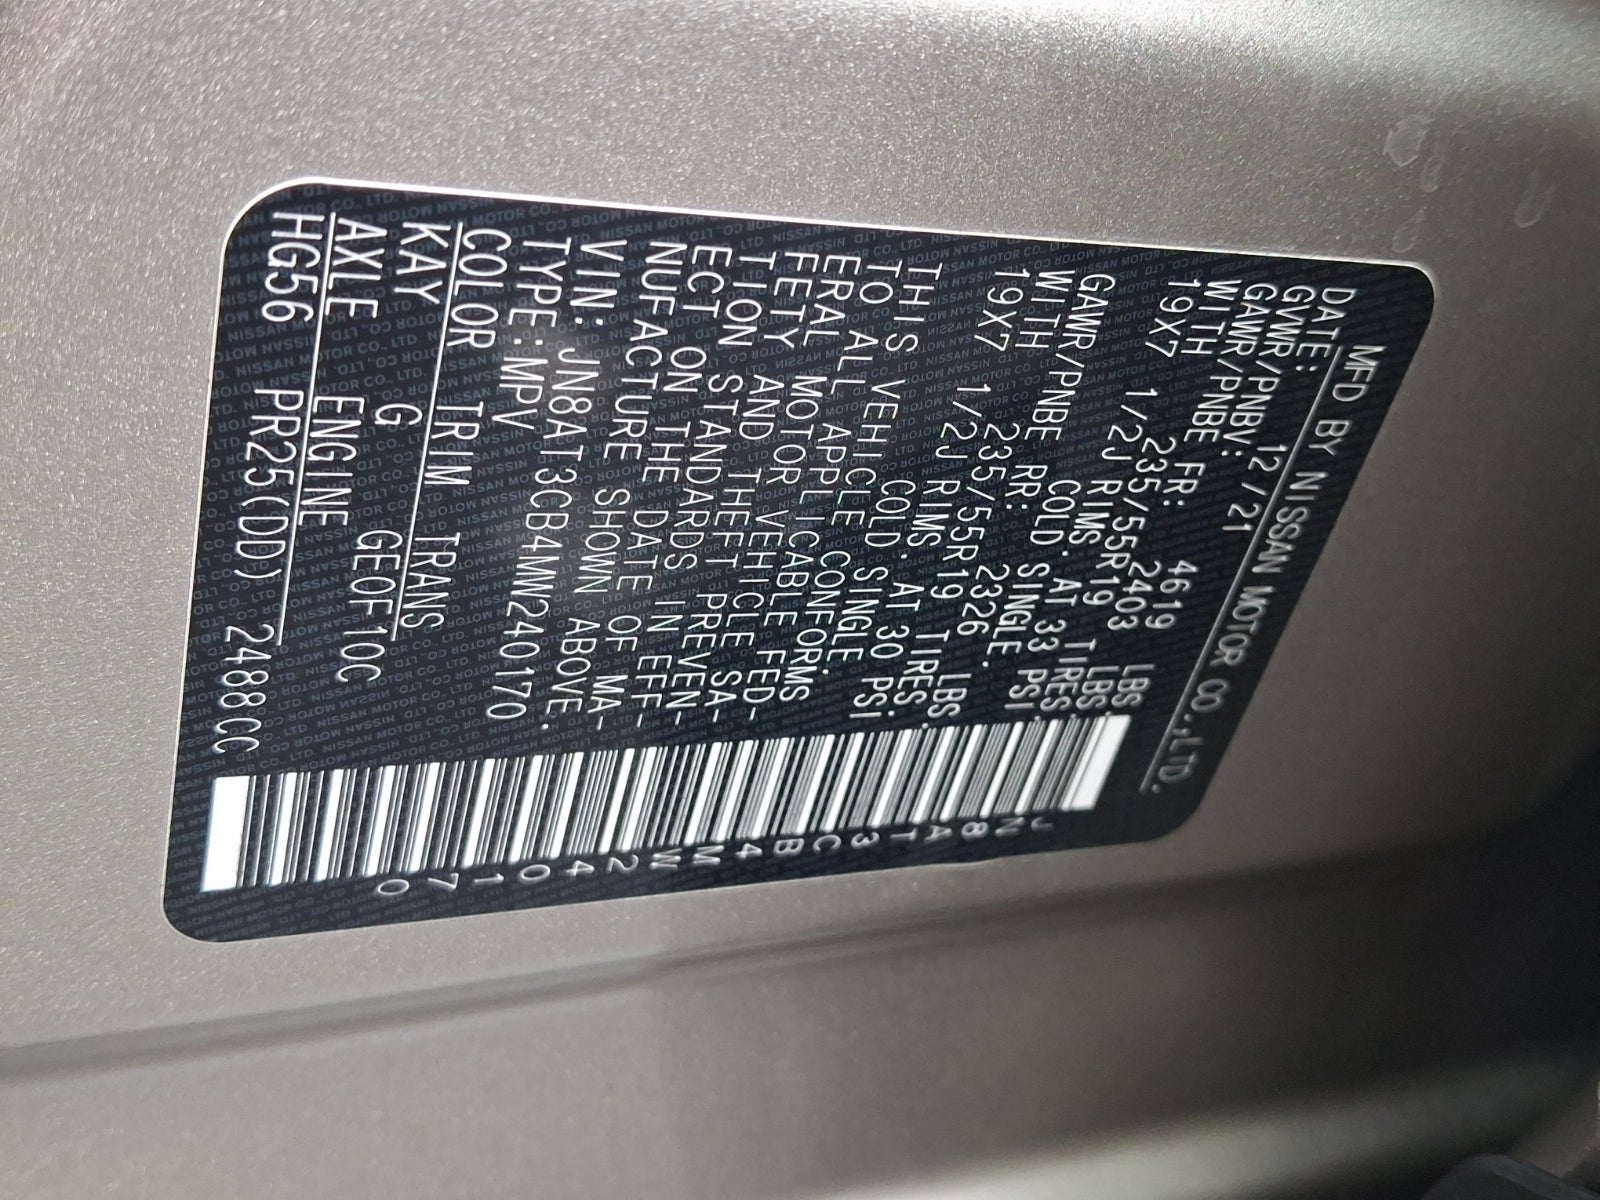 MFD BY NISSAN MOTOR CO.,LTD.
DATE: 12/21
GVWR/PNBV: 4619 LBS
GAWR/PNBE FR: 2403 LBS
WITH 235/55R19 TIRES,
19X7 1/2J RIMS AT 33 PSI
COLD. SINGLE.
GAWR/PNBE RR: 2326 LBS
WITH 235/55R19 TIRES,
19X7 1/2J RIMS AT 30 PSI
COLD. SINGLE.
THIS VEHICLE CONFORMS
TO ALL APPLICABLE FED-
ERAL MOTOR VEHICLE SA-
FETY AND THEFT PREVEN-
TION STANDARDS IN EFF-
ECT ON THE DATE OF MA-
NUFACTURE SHOWN ABOVE.
VIN: JN8AT3CB4MW240170
TYPE:MPV
COLOR TRIM TRANS
KAY G GEOF10C
AXLE ENGINE
HG56 PR25(DD) 2488CC
JN8AT3CB4MW240170